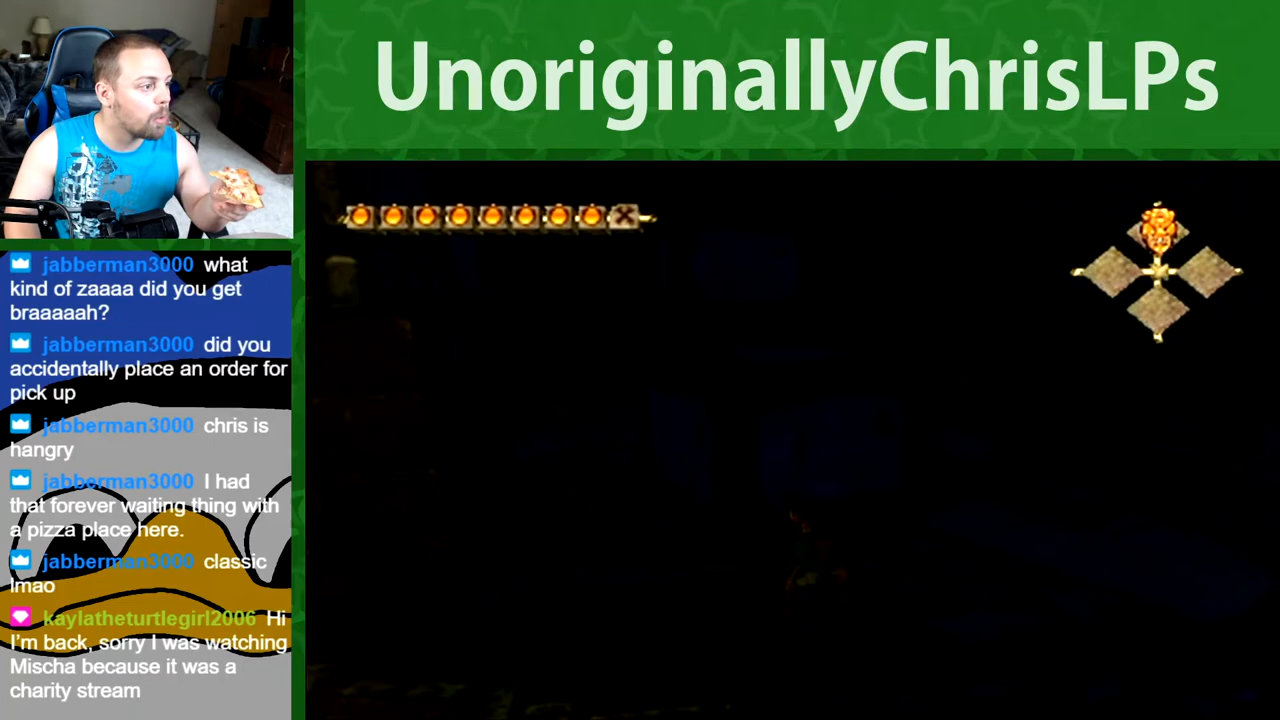 UnoriginallyChrisLPs
jabberman3000 what
kind of zaaaa did you get
braaaaah?
jabberman3000 did you
accidentally place an order for
pick up
jabberman3000 chris is
hangry
jabberman3000 I had
that forever waiting thing with
a pizza place here.
jabberman3000 classic
lmao
kaylatheturtlegirl2006 Hi
I'm back, sorry I was watching
Mischa because it was a
charity stream